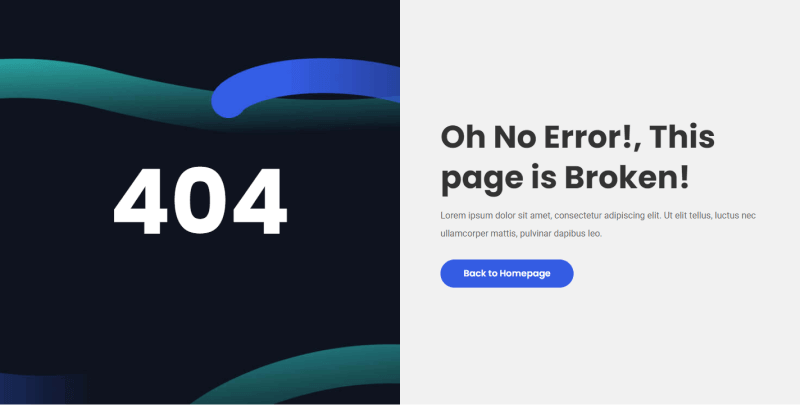 404
Oh No Error!, This
page is Broken!
Lorem ipsum dolor sit amet, consectetur adipiscing elit. Ut elit tellus, luctus nec
ullamcorper mattis, pulvinar dapibus leo.
Back to Homepage